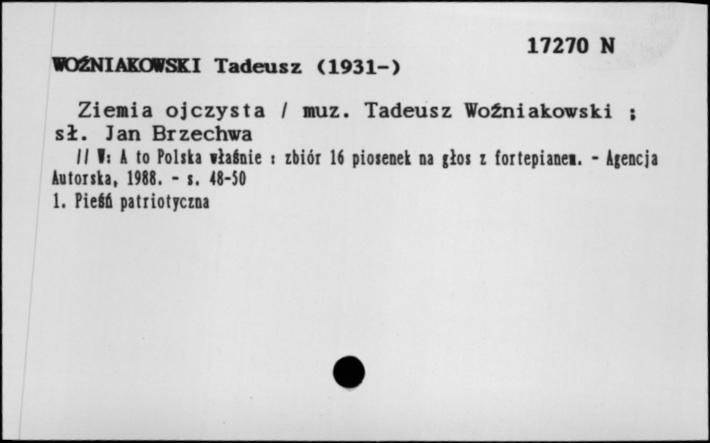 17270 N
WOŹNIAKOWSKI Tadeusz (1931-)
Ziemia ojczysta / muz. Tadeusz Woźniakowski ;
sł. Jan Brzechwa
// W: A to Polska właśnie : zbiór 16 piosenek na głos z fortepianem. - Agencja
Autorska, 1988. - s. 48-50
1. Pieśń patriotyczna